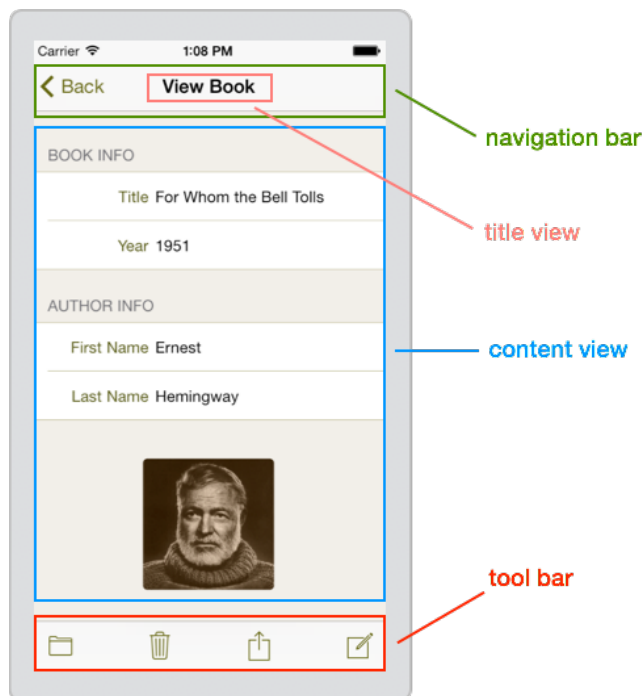 Carrier 1:08 PM
Back View Book
navigation bar
BOOK INFO
Title For Whom the Bell Tolls
title view
Year 1951
AUTHOR INFO
First Name Ernest
content view
Last Name Hemingway
tool bar